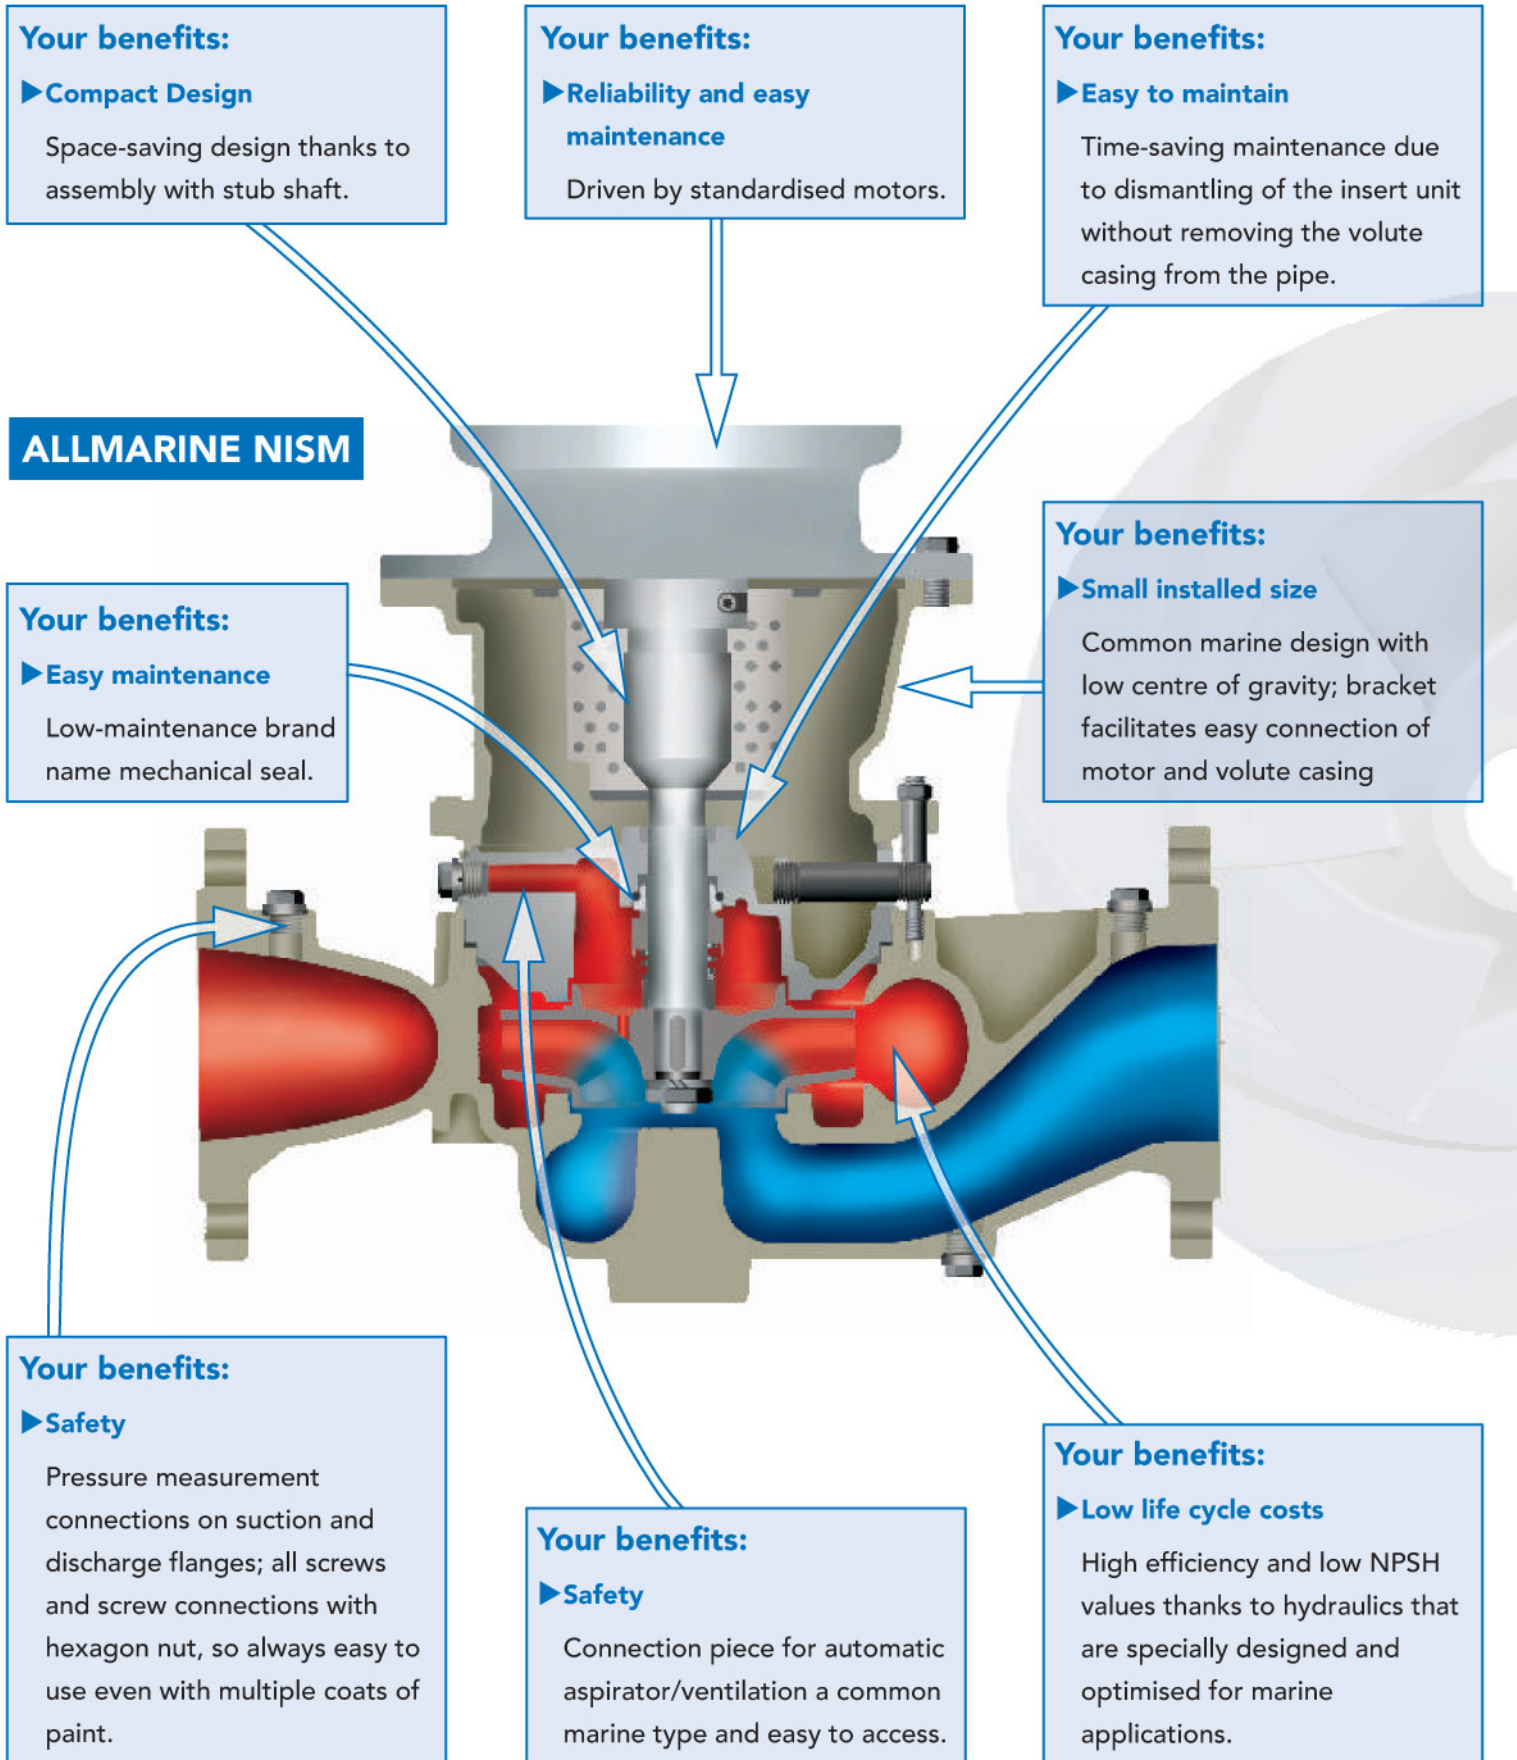 Your benefits:
Compact Design
Space-saving design thanks to
assembly with stub shaft.
Your benefits:
Reliability and easy
maintenance
Driven by standardised motors.
Your benefits:
Easy to maintain
Time-saving maintenance due
to dismantling of the insert unit
without removing the volute
casing from the pipe.
ALLMARINE NISM
Your benefits:
Easy maintenance
Low-maintenance brand
name mechanical seal.
Your benefits:
Small installed size
Common marine design with
low centre of gravity; bracket
facilitates easy connection of
motor and volute casing
Your benefits:
Safety
Pressure measurement
connections on suction and
discharge flanges; all screws
and screw connections with
hexagon nut, so always easy to
use even with multiple coats of
paint.
Your benefits:
Safety
Connection piece for automatic
aspirator/ventilation a common
marine type and easy to access.
Your benefits:
Low life cycle costs
High efficiency and low NPSH
values thanks to hydraulics that
are specially designed and
optimised for marine
applications.